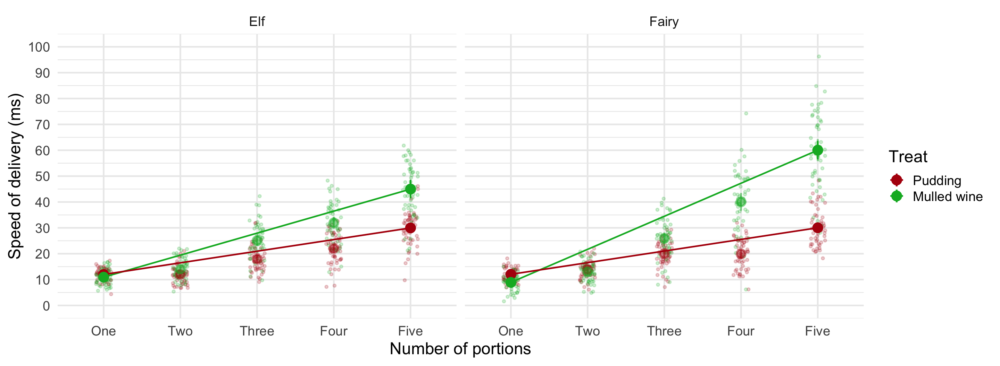 Elf
Fairy
Speed of delivery (ms)
100
90
80
70
60
50
40
30
20
10
0
One Two Three Four Five
One Two Three Four Five
Number of portions
Treat
Pudding
Mulled wine